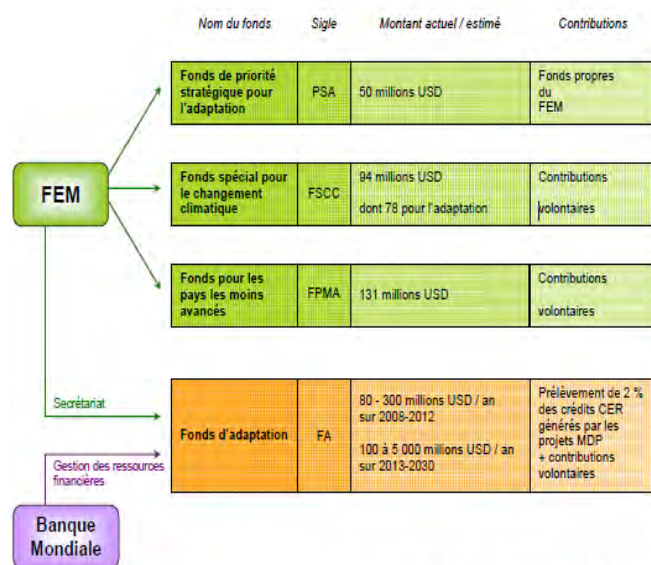 Nom du fonds Sigle Montant actuel / estimé Contributions
Fonds de priorité
stratégique pour
l'adaptation
PSA
50 millions USD
Fonds propres
du
FEM
FEM
Fonds spécial pour
le changement
climatique
FSCC
94 millions USD
dont 78 pour l'adaptation
Contributions
volontaires
Fonds pour les
pays les moins
avancés
FPMA
131 millions USD
Contributions
volontaires
Secrétariat
Fonds d'adaptation
FA
80 - 300 millions USD / an
sur 2008-2012
100 à 5 000 millions USD / an
sur 2013-2030
Prélèvement de 2 %
des crédits CER
générés par les
projets MDP
+ contributions
volontaires
Gestion des ressources
financières
Banque
Mondiale